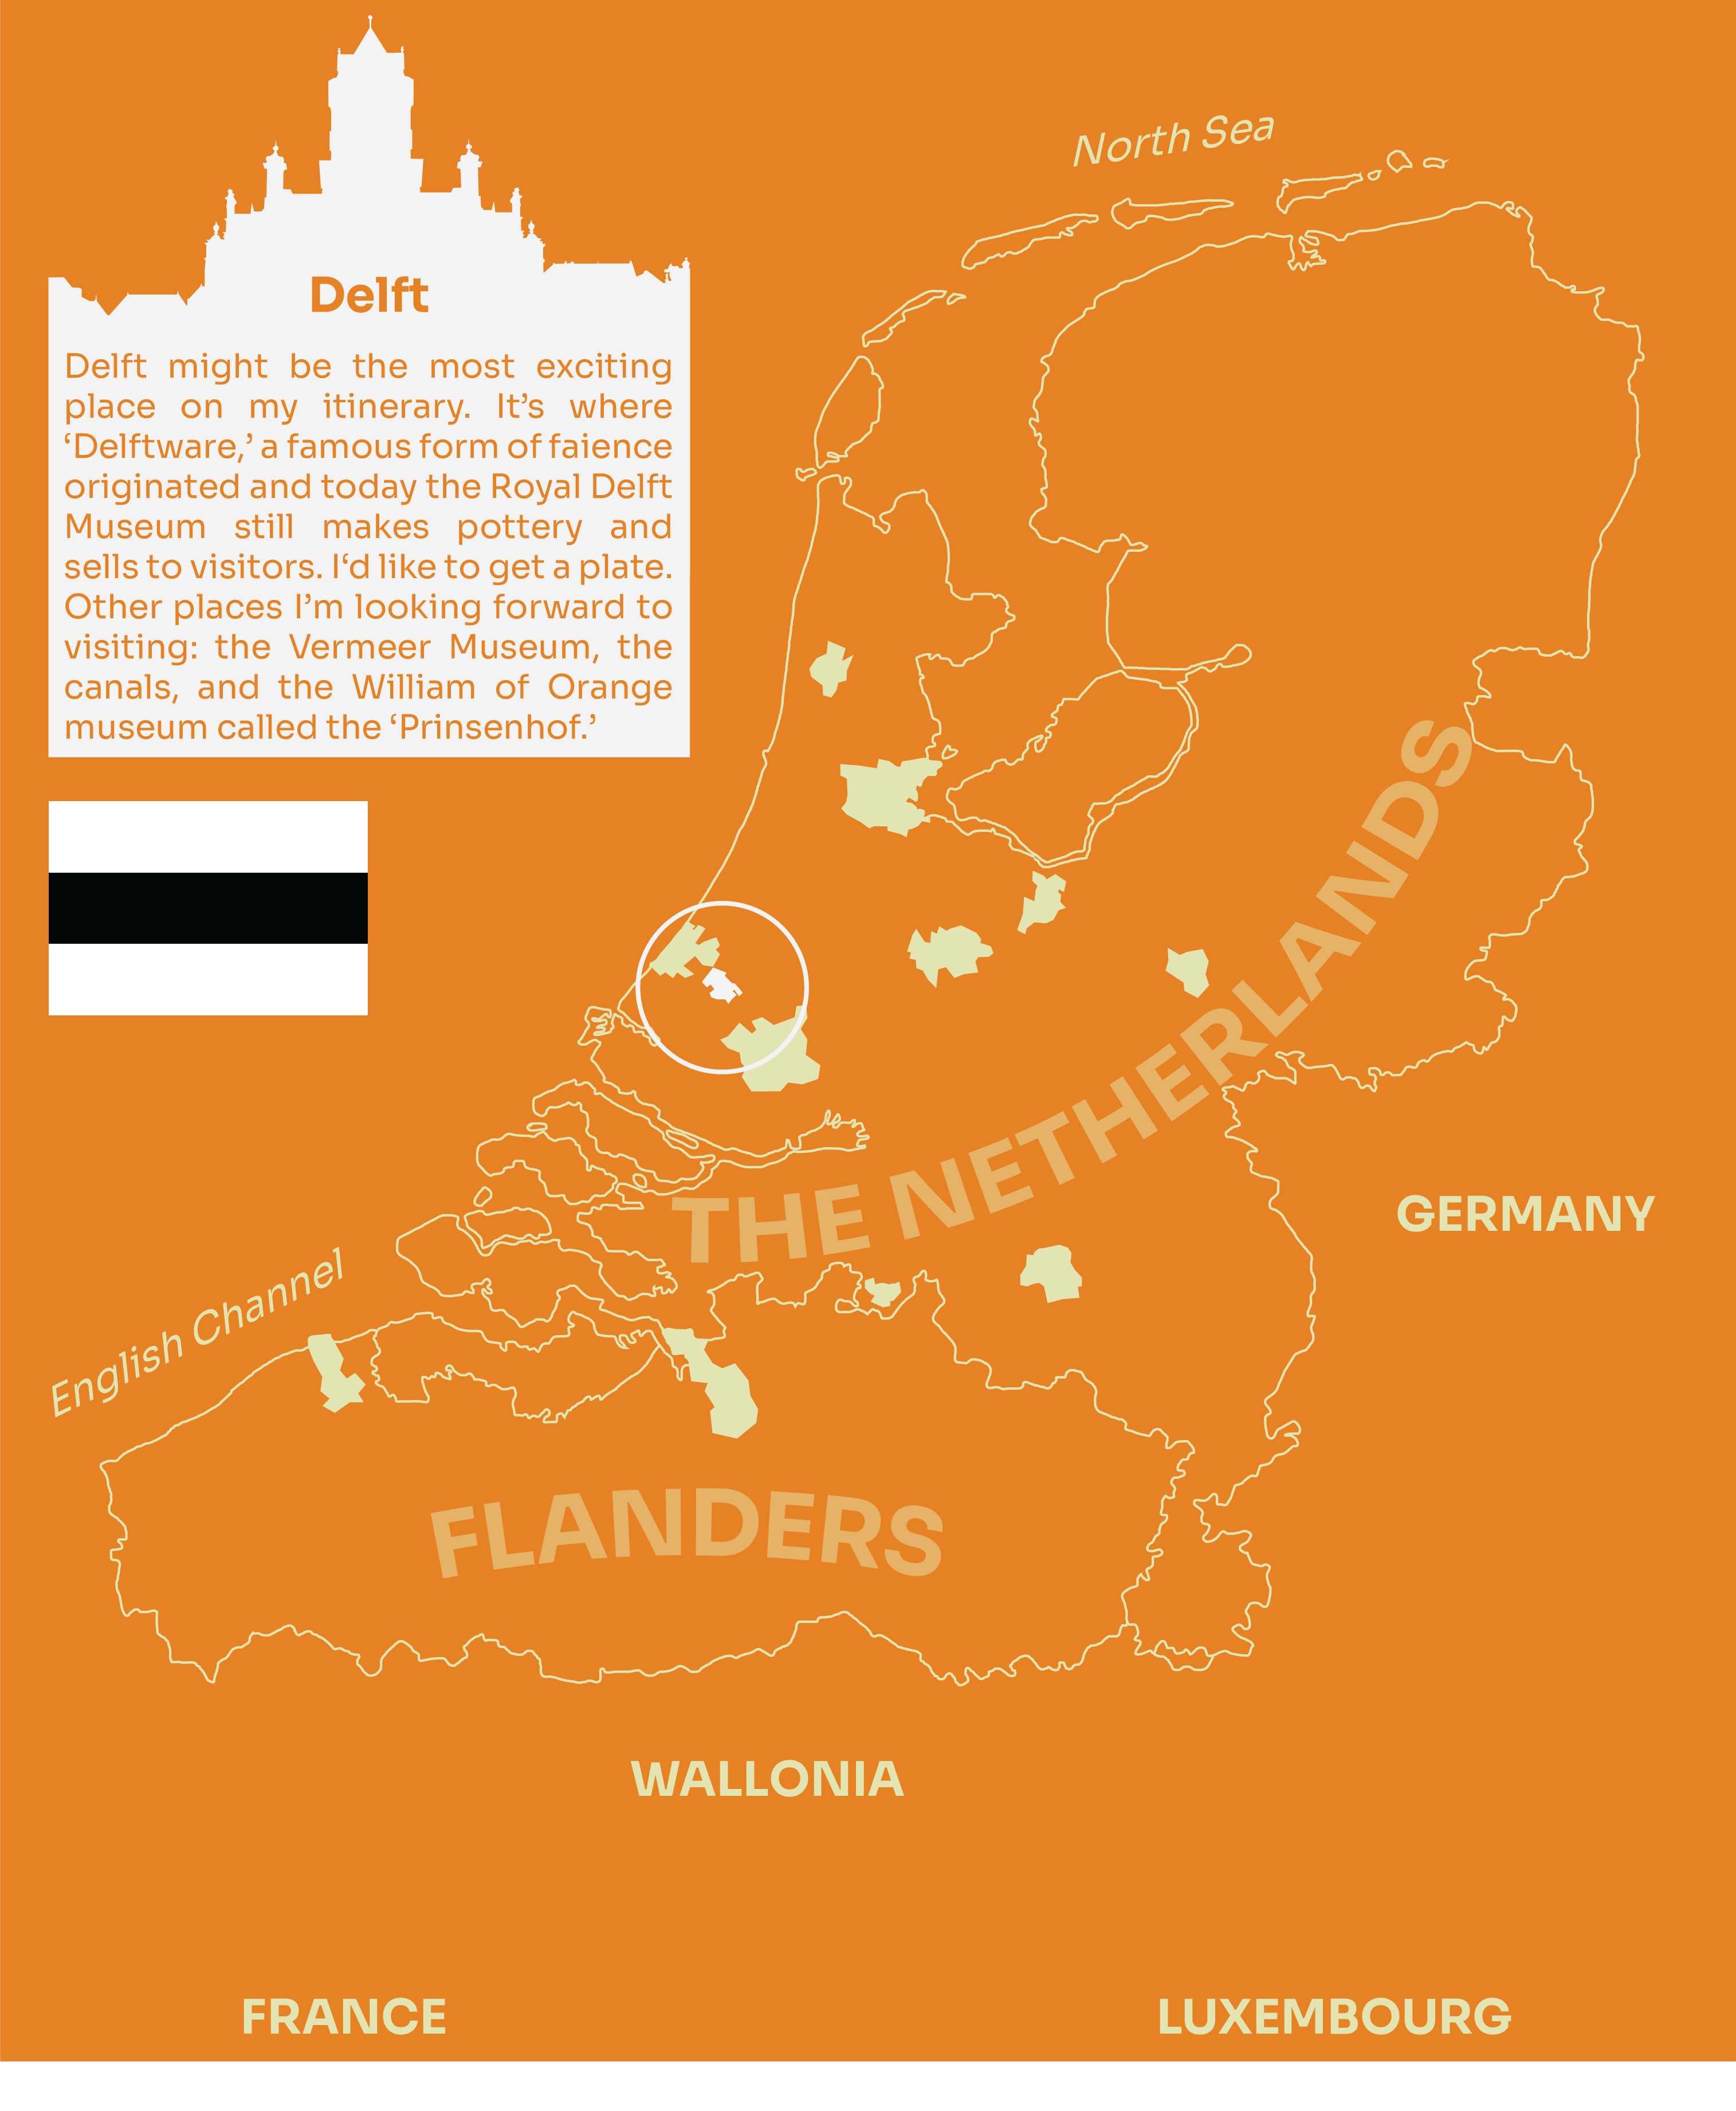 North Sea
Delft
Delft might be the most exciting
place on my itinerary. It’s where
‘Delftware,’ a famous form of faience
originated and today the Royal Delft
Museum still makes pottery and
sells to visitors. I‘d like to get a plate.
Other places I’m looking forward to
visiting: the Vermeer Museum, the
canals, and the William of Orange
museum called the ‘Prinsenhof.’
THE NETHERLANDS
GERMANY
English Channel
FLANDERS
WALLONIA
FRANCE
LUXEMBOURG